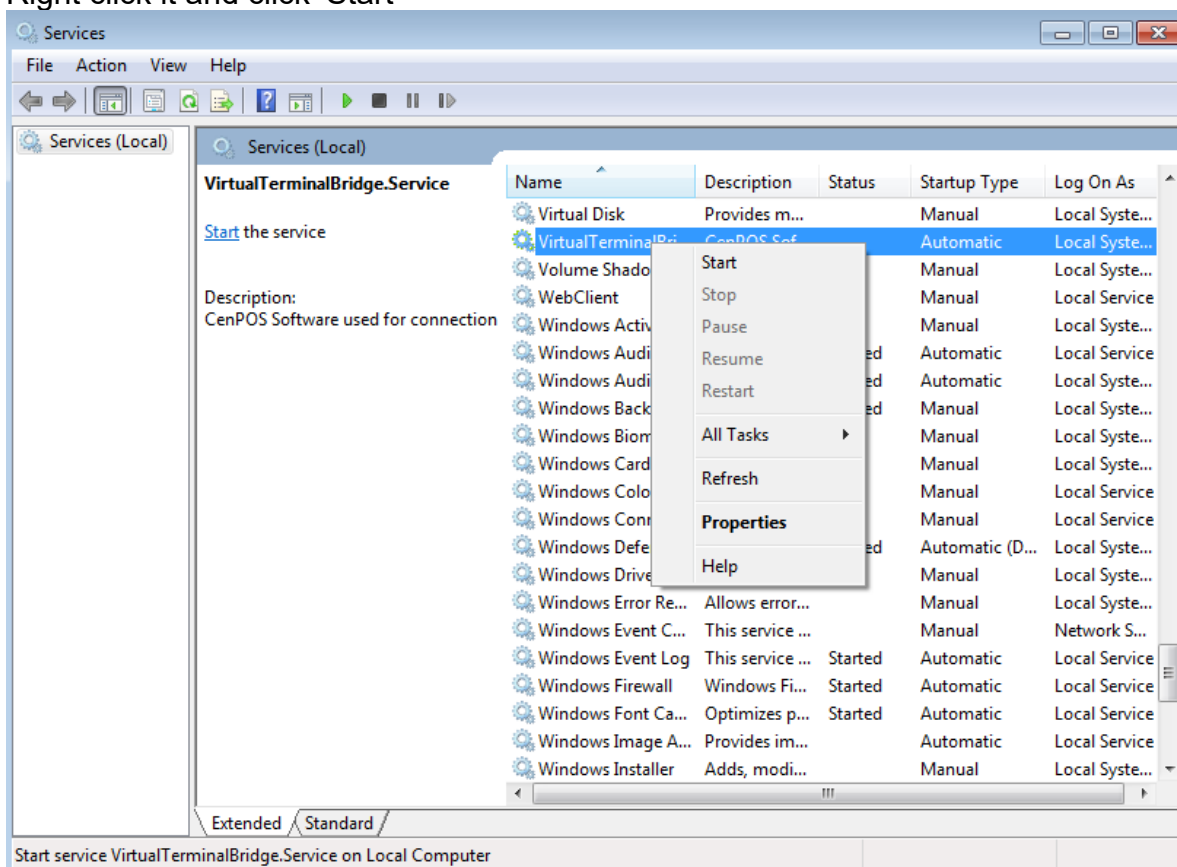 Right click it and click 'Start'
Services
File Action View Help
Services (Local)
Services (Local)
VirtualTerminalBridge.Service
Start the service
Description:
CenPOS Software used for connection
Name Description Status Startup Type Log On As
Virtual Disk Provides m... Manual Local Syste...
VirtualTerminalBri... CenPOS Sof... Automatic Local Syste...
Volume Shado Manual Local Syste...
WebClient Manual Local Service
Windows Activ Manual Local Syste...
Windows Audi ed Automatic Local Service
Windows Audi ed Automatic Local Syste...
Windows Back ed Manual Local Syste...
Windows Biom Manual Local Syste...
Windows Card Manual Local Syste...
Windows Colo Manual Local Service
Windows Conn Manual Local Service
Windows Defe ed Automatic (D... Local Syste...
Windows Drive Manual Local Syste...
Windows Error Re... Allows error... Manual Local Syste...
Windows Event C... This service ... Manual Network S...
Windows Event Log This service ... Started Automatic Local Service
Windows Firewall Windows Fi... Started Automatic Local Service
Windows Font Ca... Optimizes p... Started Automatic Local Service
Windows Image A... Provides im... Automatic Local Service
Windows Installer Adds, modi... Manual Local Syste...
Start
Stop
Pause
Resume
Restart
All Tasks
Refresh
Properties
Help
Extended Standard
Start service VirtualTerminalBridge.Service on Local Computer